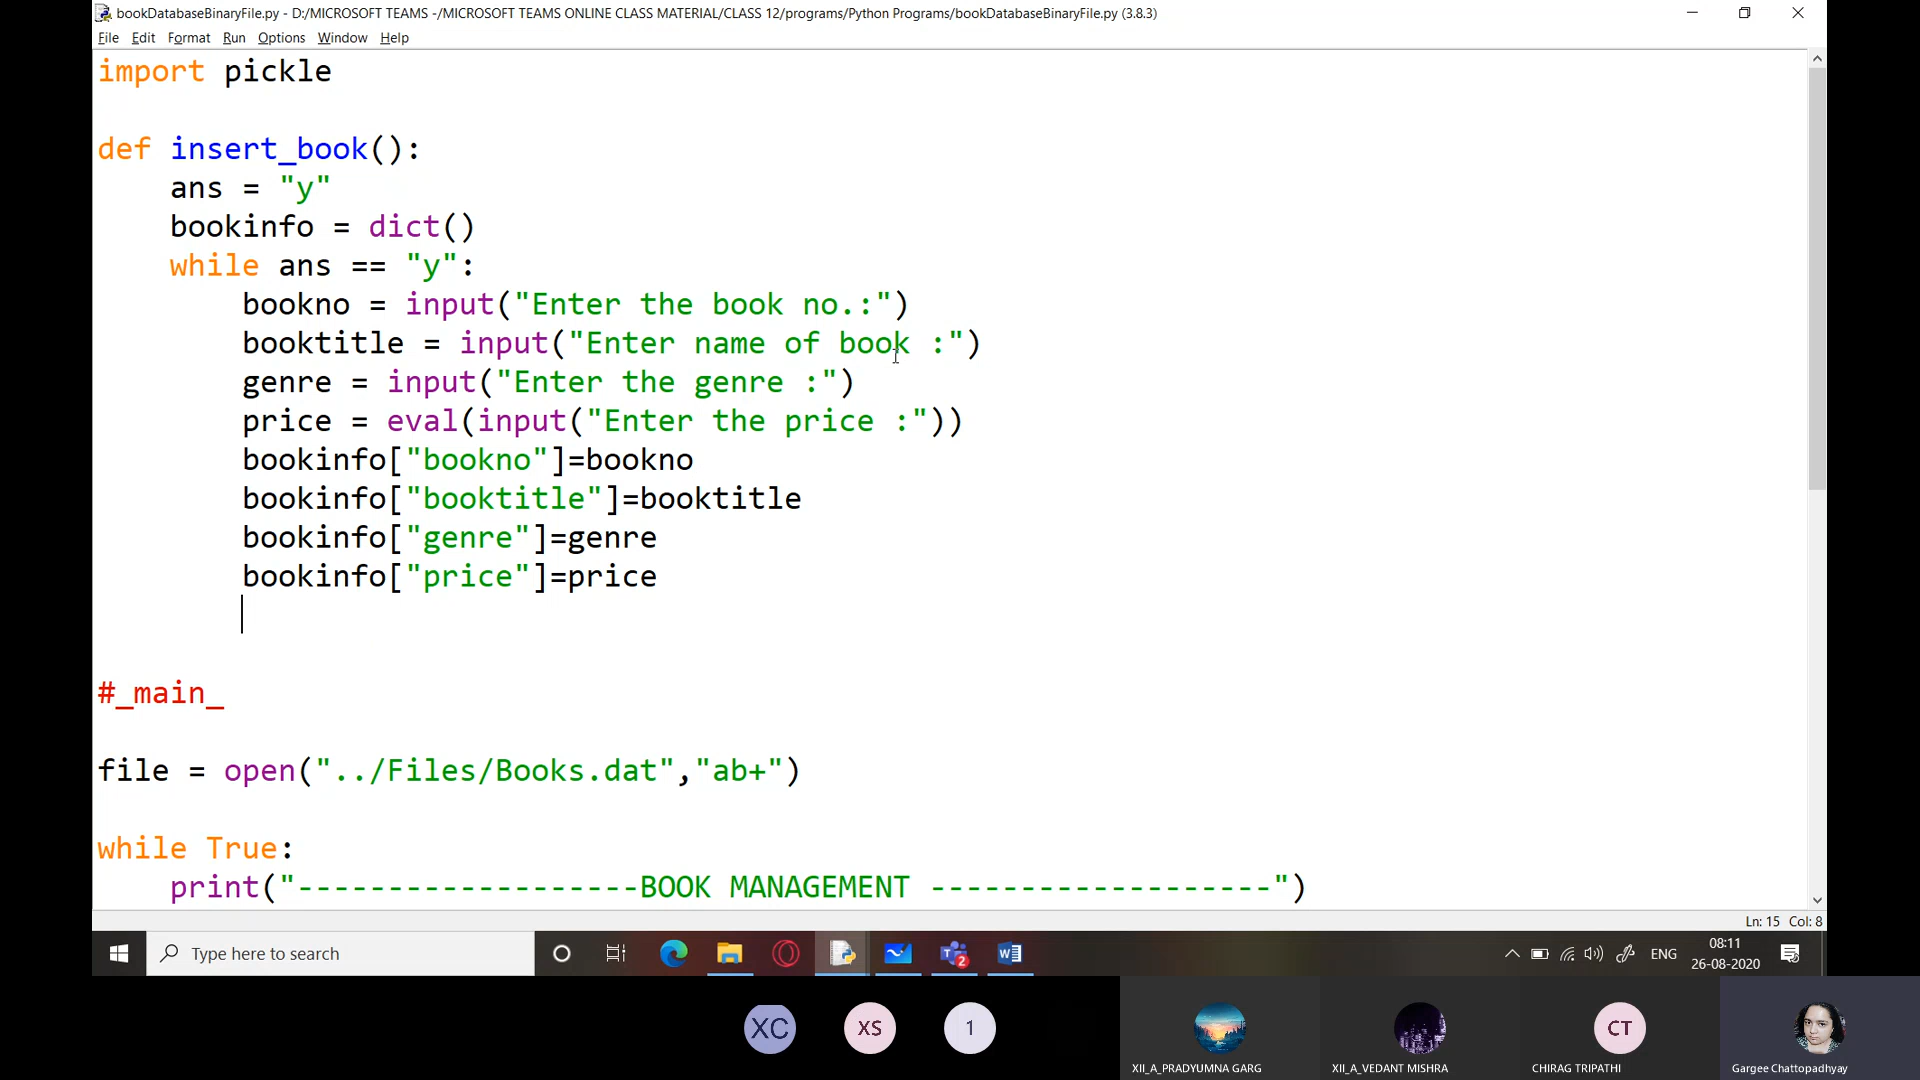 bookDatabaseBinaryFile.py - D:/MICROSOFT TEAMS -/MICROSOFT TEAMS ONLINE CLASS MATERIAL/CLASS 12/programs/Python Programs/bookDatabaseBinaryFile.py (3.8.3)
File Edit Format Run Options Window Help
import pickle
def insert_book():
    ans = "y"
    bookinfo = dict()
    while ans == "y":
        bookno = input("Enter the book no.:")
        booktitle = input("Enter name of book :")
        genre = input("Enter the genre :")
        price = eval(input("Enter the price :"))
        bookinfo["bookno"]=bookno
        bookinfo["booktitle"]=booktitle
        bookinfo["genre"]=genre
        bookinfo["price"]=price
#_main_
file = open("../Files/Books.dat","ab+")
while True:
    print("-------------------BOOK MANAGEMENT -------------------")
Ln: 15 Col: 8
Type here to search
2
ENG
08:11
26-08-2020
XC XS 1 CT
XII_A_PRADYUMNA GARG XII_A_VEDANT MISHRA CHIRAG TRIPATHI Gargee Chattopadhyay